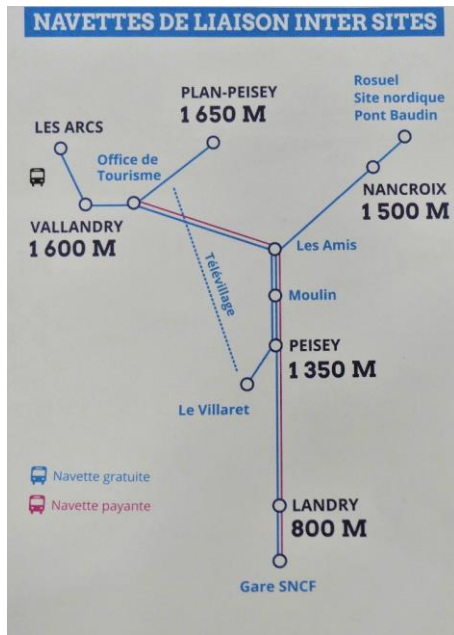 NAVETTES DE LIAISON INTER SITES
Rosuel
Site nordique
Pont Baudin
PLAN-PEISEY
1 650 M
LES ARCS
Office de
Tourisme
NANCROIX
1 500 M
VALLANDRY
1 600 M
Les Amis
Télévillage
Moulin
PEISEY
1 350 M
Le Villaret
Navette gratuite
Navette payante
LANDRY
800 M
Gare SNCF